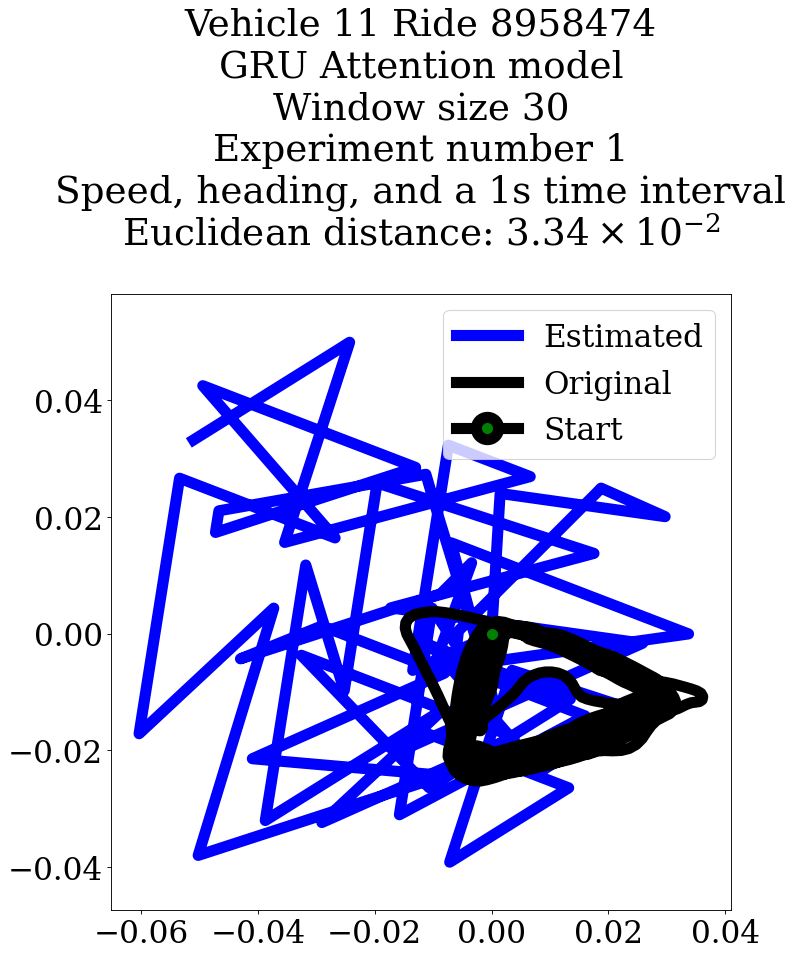 Vehicle 11 Ride 8958474
GRU Attention model
Window size 30
Experiment number 1
Speed, heading, and a 1s time interval
Euclidean distance: 3.34 × 10⁻²
Estimated
Original
Start
0.04
0.02
0.00
−0.02
−0.04
−0.06 −0.04 −0.02 0.00 0.02 0.04